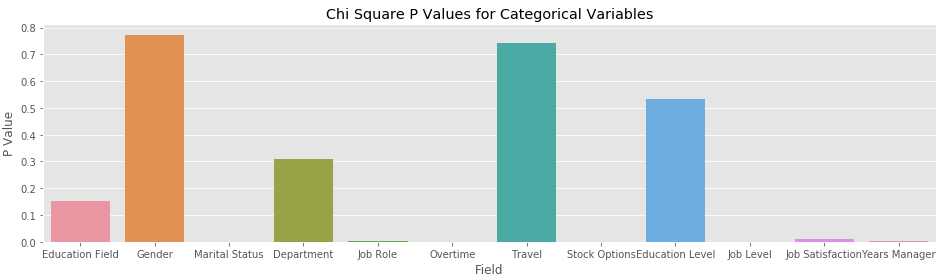 Chi Square P Values for Categorical Variables
0.8
0.7
0.6
0.5
0.4
0.3
0.2
0.1
0.0
P Value
Education Field Gender Marital Status Department Job Role Overtime Travel Stock Options Education Level Job Level Job Satisfaction Years Manager
Field